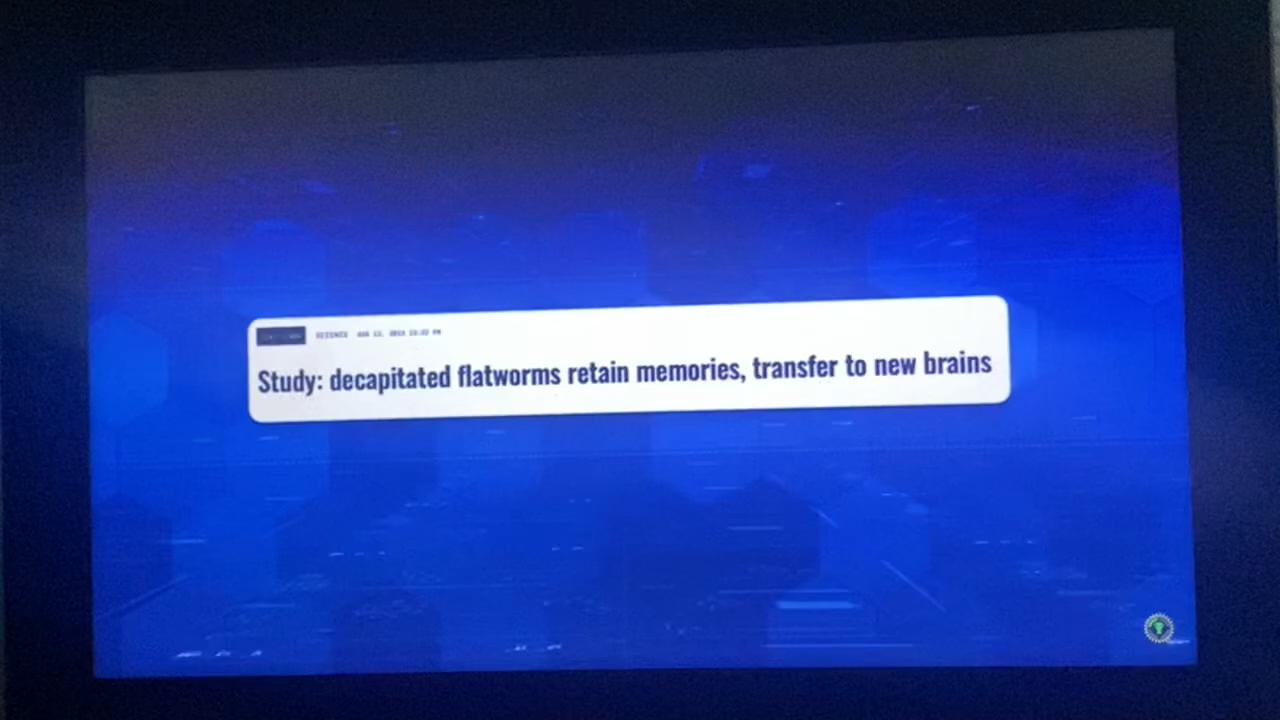 SCIENCE
Study: decapitated flatworms retain memories, transfer to new brains